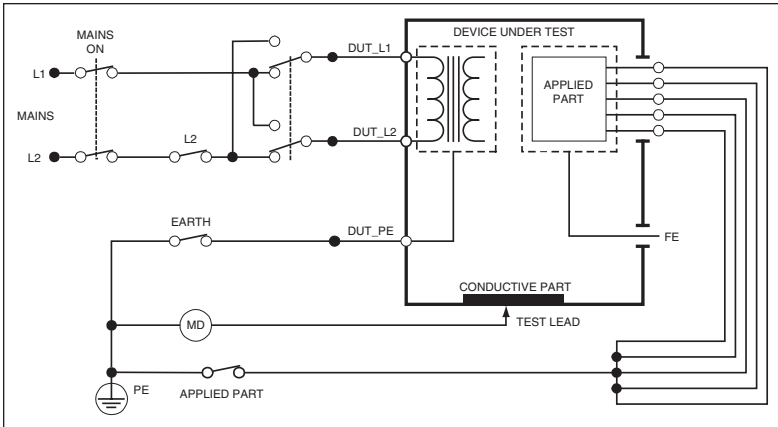 MAINS
ON
DEVICE UNDER TEST
DUT_L1
L1
APPLIED
PART
MAINS
L2
DUT_L2
L2
EARTH
DUT_PE
FE
CONDUCTIVE PART
MD
TEST LEAD
PE
APPLIED PART